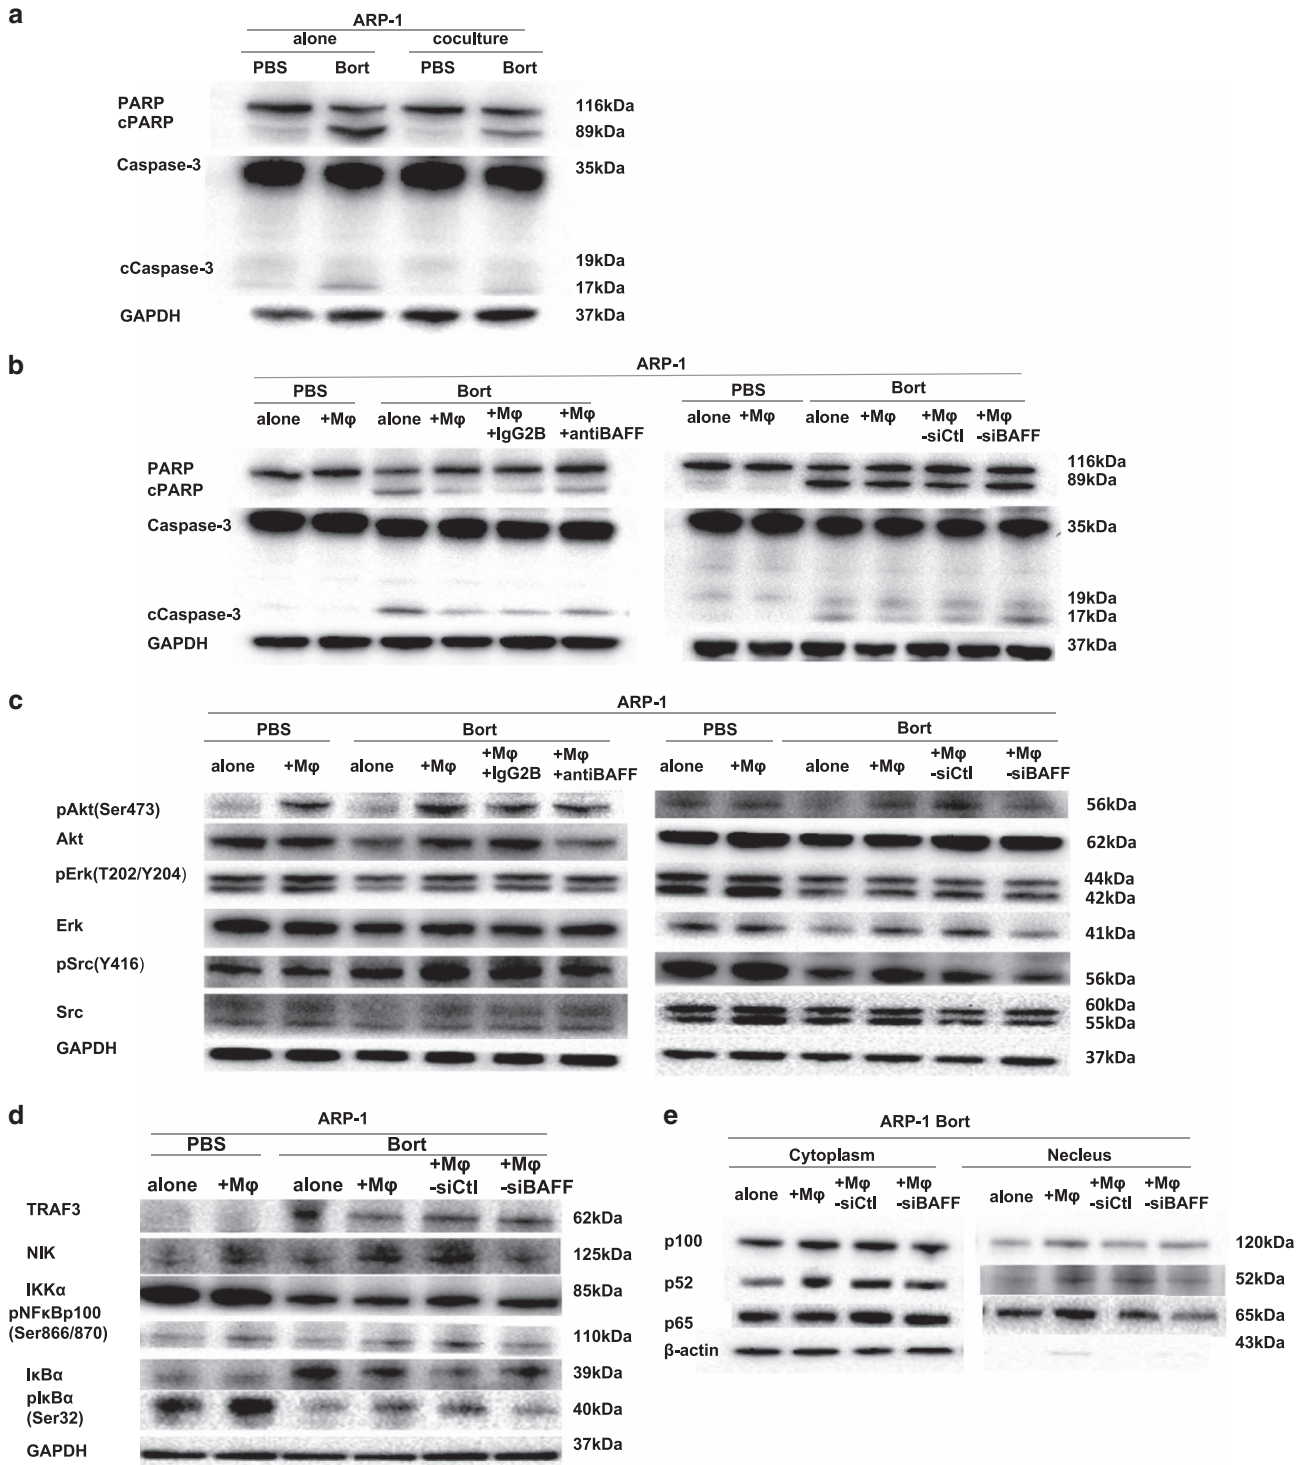 a
ARP-1
alone coculture
PBS Bort PBS Bort
PARP 116kDa
cPARP 89kDa
Caspase-3 35kDa
19kDa
cCaspase-3
17kDa
GAPDH 37kDa
b
ARP-1
PBS Bort PBS Bort
alone +Mφ alone +Mφ +Mφ +IgG2B +Mφ +antiBAFF alone +Mφ alone +Mφ +Mφ -siCtl +Mφ -siBAFF
PARP 116kDa
cPARP 89kDa
Caspase-3 35kDa
19kDa
cCaspase-3 17kDa
GAPDH 37kDa
c
ARP-1
PBS Bort PBS Bort
alone +Mφ alone +Mφ +Mφ +IgG2B +Mφ +antiBAFF alone +Mφ alone +Mφ +Mφ -siCtl +Mφ -siBAFF
pAkt(Ser473) 56kDa
Akt 62kDa
pErk(T202/Y204) 44kDa
42kDa
Erk 41kDa
pSrc(Y416) 56kDa
Src 60kDa
55kDa
GAPDH 37kDa
d
ARP-1
PBS Bort
alone +Mφ alone +Mφ +Mφ -siCtl +Mφ -siBAFF
TRAF3 62kDa
NIK 125kDa
IKKα 85kDa
pNFκBp100
(Ser866/870) 110kDa
IκBα 39kDa
pIκBα
(Ser32) 40kDa
GAPDH 37kDa
e
ARP-1 Bort
Cytoplasm Necleus
alone +Mφ +Mφ -siCtl +Mφ -siBAFF alone +Mφ +Mφ -siCtl +Mφ -siBAFF
p100 120kDa
p52 52kDa
p65 65kDa
β-actin 43kDa